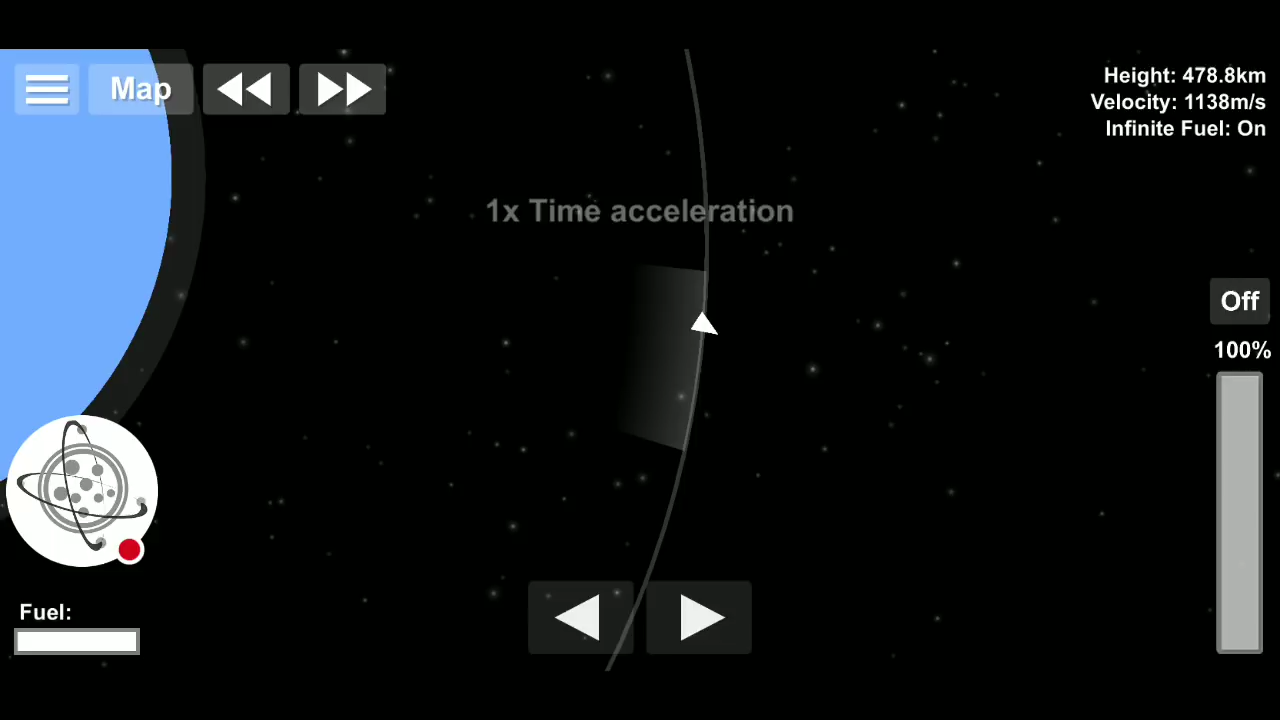 Map
Height: 478.8km
Velocity: 1138m/s
Infinite Fuel: On
1x Time acceleration
Off
100%
Fuel: